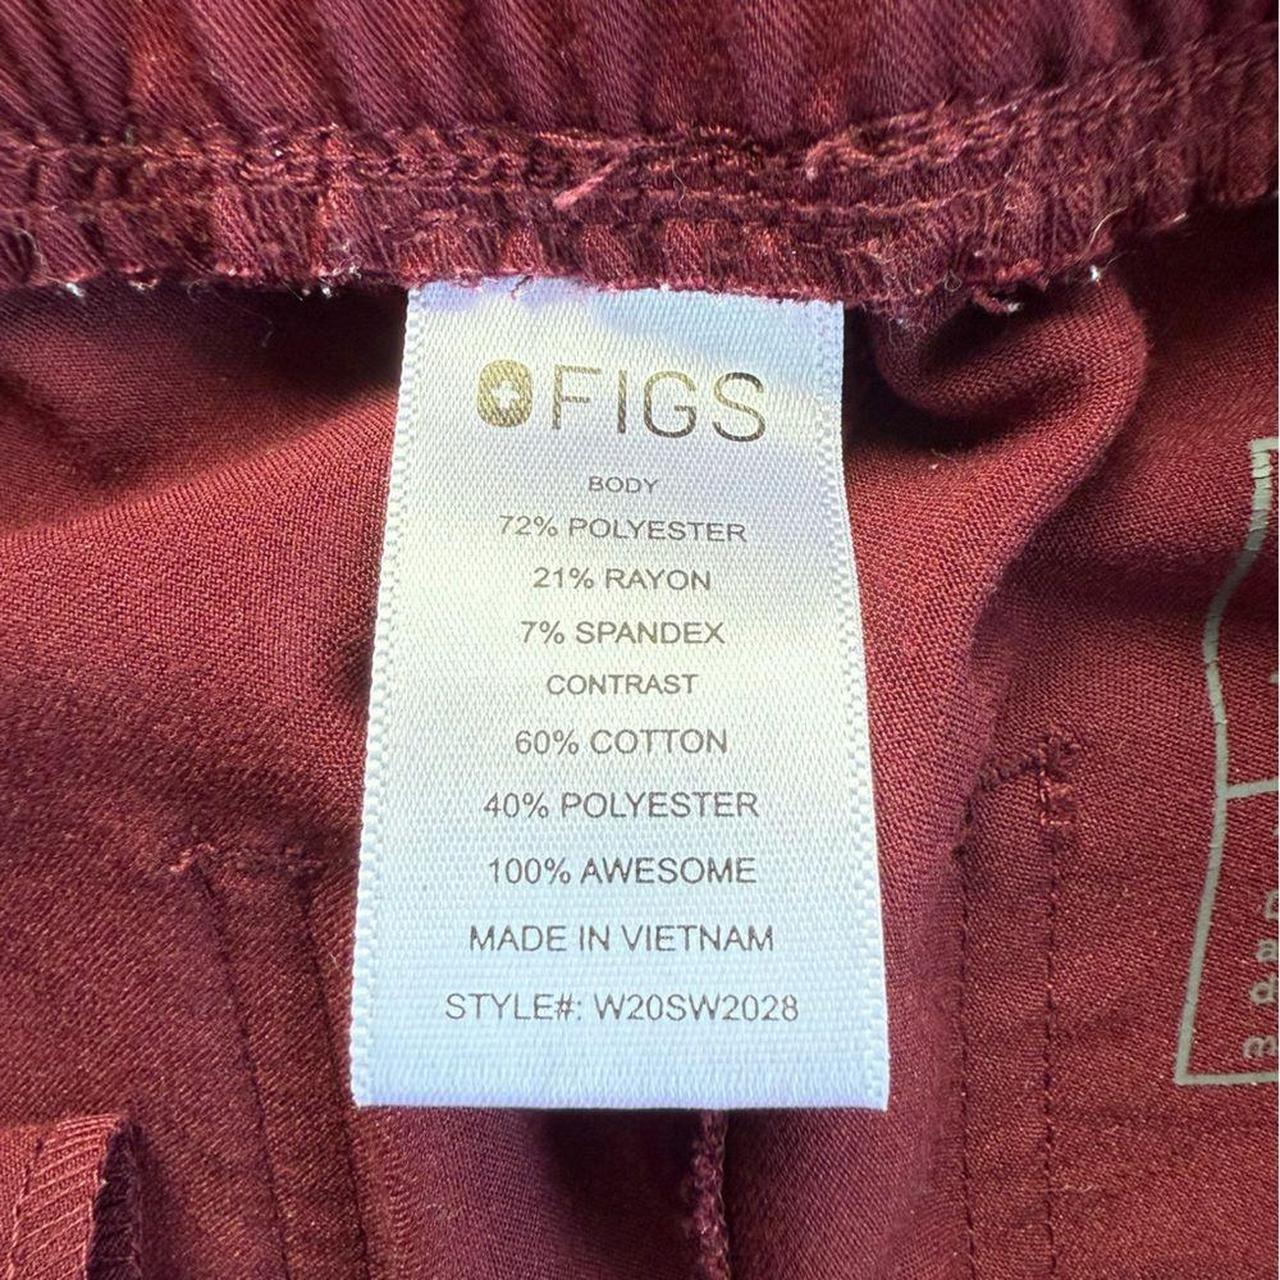 FIGS
BODY
72% POLYESTER
21% RAYON
7% SPANDEX
CONTRAST
60% COTTON
40% POLYESTER
100% AWESOME
MADE IN VIETNAM
STYLE#: W20SW2028